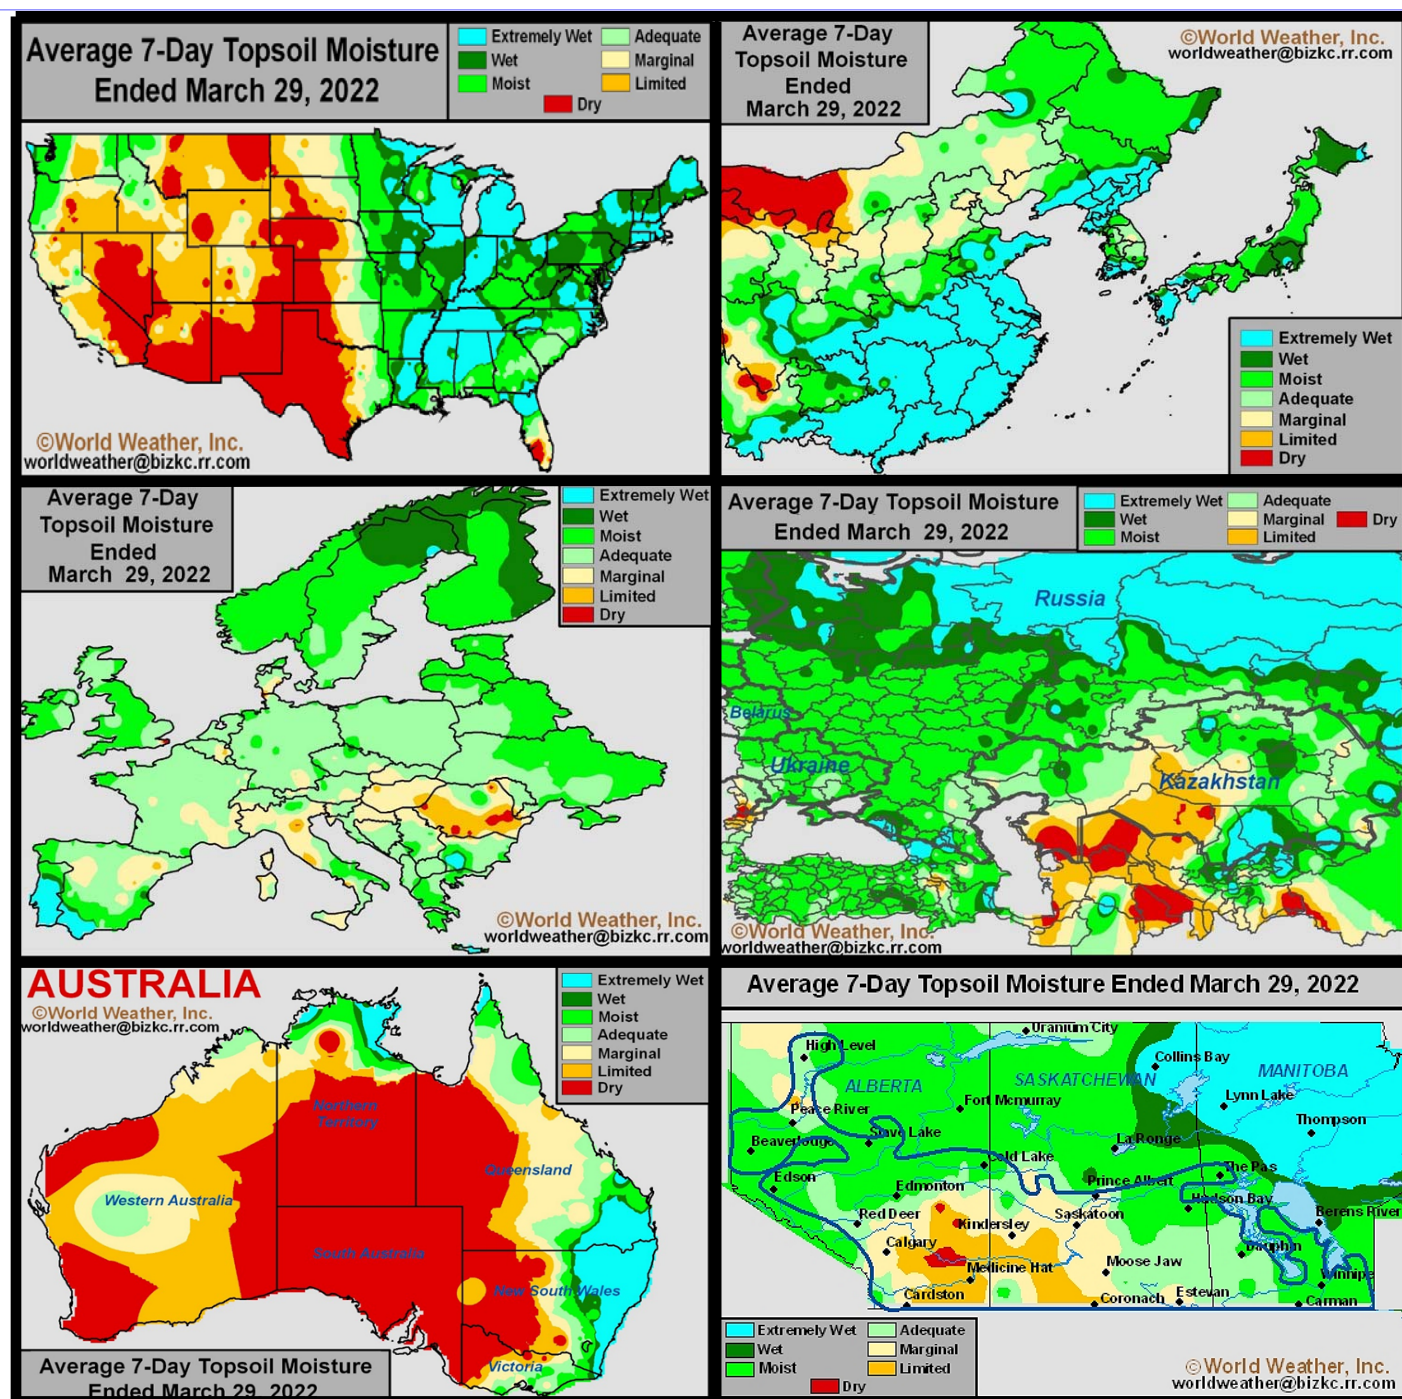 Average 7-Day Topsoil Moisture
Ended March 29, 2022
Extremely Wet
Adequate
Wet
Marginal
Moist
Limited
Dry
©World Weather, Inc.
worldweather@bizkc.rr.com
Average 7-Day
Topsoil Moisture
Ended
March 29, 2022
©World Weather, Inc.
worldweather@bizkc.rr.com
Extremely Wet
Wet
Moist
Adequate
Marginal
Limited
Dry
Average 7-Day
Topsoil Moisture
Ended
March 29, 2022
Extremely Wet
Wet
Moist
Adequate
Marginal
Limited
Dry
©World Weather, Inc.
worldweather@bizkc.rr.com
Average 7-Day Topsoil Moisture
Ended March 29, 2022
Extremely Wet
Adequate
Wet
Marginal
Dry
Moist
Limited
Russia
Belarus
Ukraine
Kazakhstan
©World Weather, Inc.
worldweather@bizkc.rr.com
AUSTRALIA
©World Weather, Inc.
worldweather@bizkc.rr.com
Extremely Wet
Wet
Moist
Adequate
Marginal
Limited
Dry
Northern
Territory
Queensland
Western Australia
South Australia
New South Wales
Victoria
Average 7-Day Topsoil Moisture
Ended March 29, 2022
Average 7-Day Topsoil Moisture Ended March 29, 2022
Uranium City
High Level
Collins Bay
ALBERTA
SASKATCHEWAN
MANITOBA
Fort Mcmurray
Lynn Lake
Peace River
Thompson
Beaverlodge
Slave Lake
La Ronge
Cold Lake
The Pas
Edson
Edmonton
Prince Albert
Hudson Bay
Red Deer
Kindersley
Saskatoon
Berens River
Calgary
Dauphin
Medicine Hat
Moose Jaw
Winnipe
Cardston
Coronach
Estevan
Carman
Extremely Wet
Adequate
Wet
Marginal
Moist
Limited
Dry
©World Weather, Inc.
worldweather@bizkc.rr.com